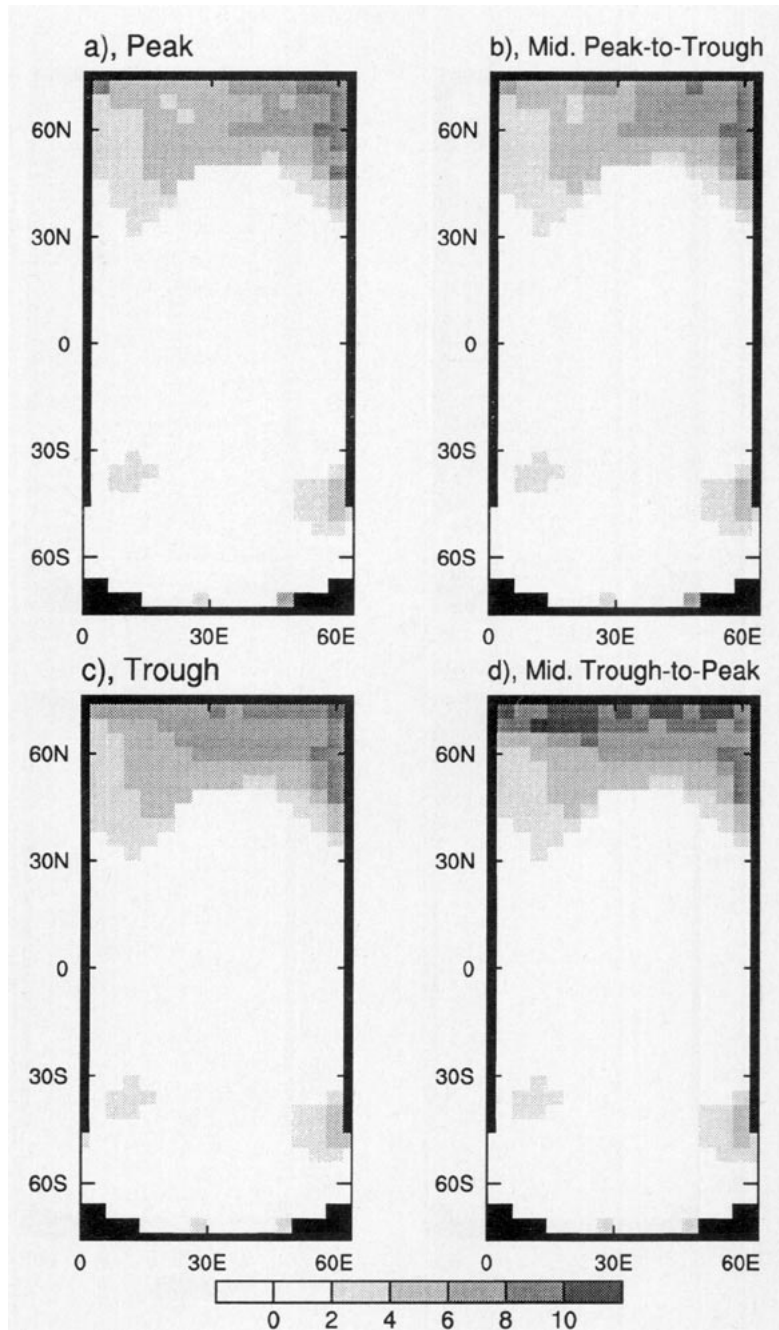 a), Peak
b), Mid. Peak-to-Trough
60N
60N
30N
30N
0
0
30S
30S
60S
60S
0 30E 60E
0 30E 60E
c), Trough
d), Mid. Trough-to-Peak
60N
60N
30N
30N
0
0
30S
30S
60S
60S
0 30E 60E
0 30E 60E
0 2 4 6 8 10